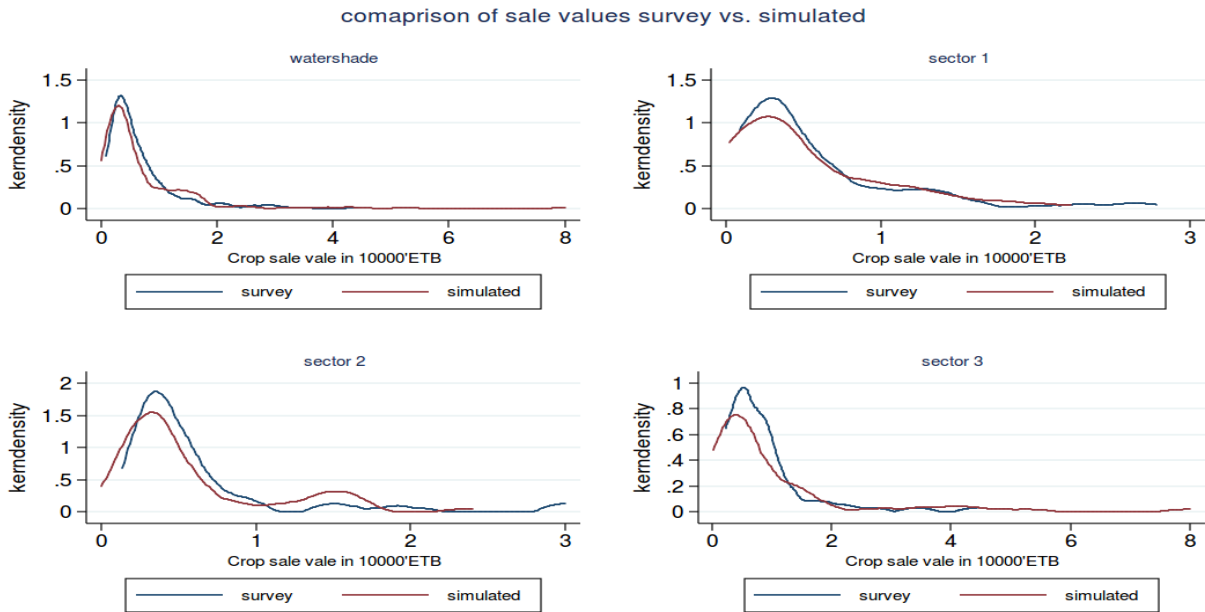 comaprison of sale values survey vs. simulated
watershade
kerndensity
1.5
1
.5
0
0 2 4 6 8
Crop sale vale in 10000'ETB
survey simulated
sector 1
kerndensity
1.5
1
.5
0
0 1 2 3
Crop sale vale in 10000'ETB
survey simulated
sector 2
kerndensity
2
1.5
1
.5
0
0 1 2 3
Crop sale vale in 10000'ETB
survey simulated
sector 3
kerndensity
1
.8
.6
.4
.2
0
0 2 4 6 8
Crop sale vale in 10000'ETB
survey simulated